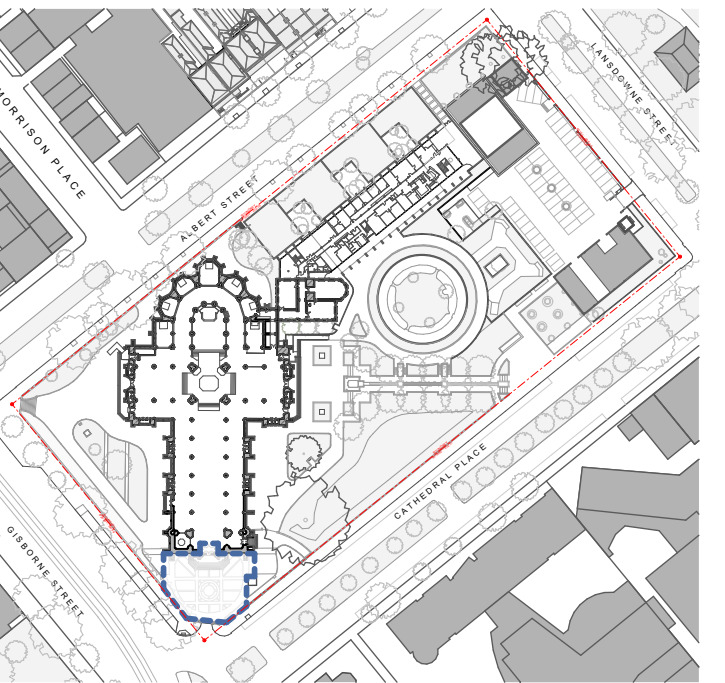 MORRISON PLACE
ALBERT STREET
LANSDOWNE STREET
CATHEDRAL PLACE
GISBORNE STREET